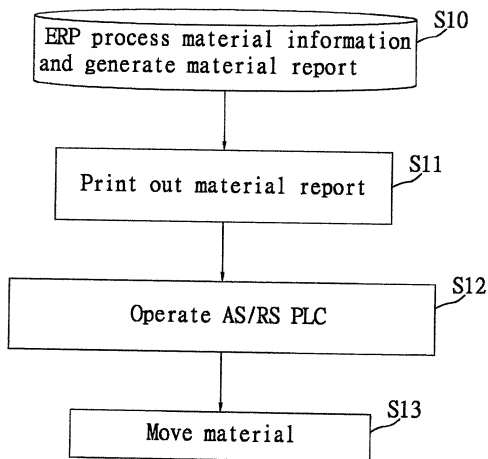 S10
ERP process material information
and generate material report
S11
Print out material report
S12
Operate AS/RS PLC
S13
Move material